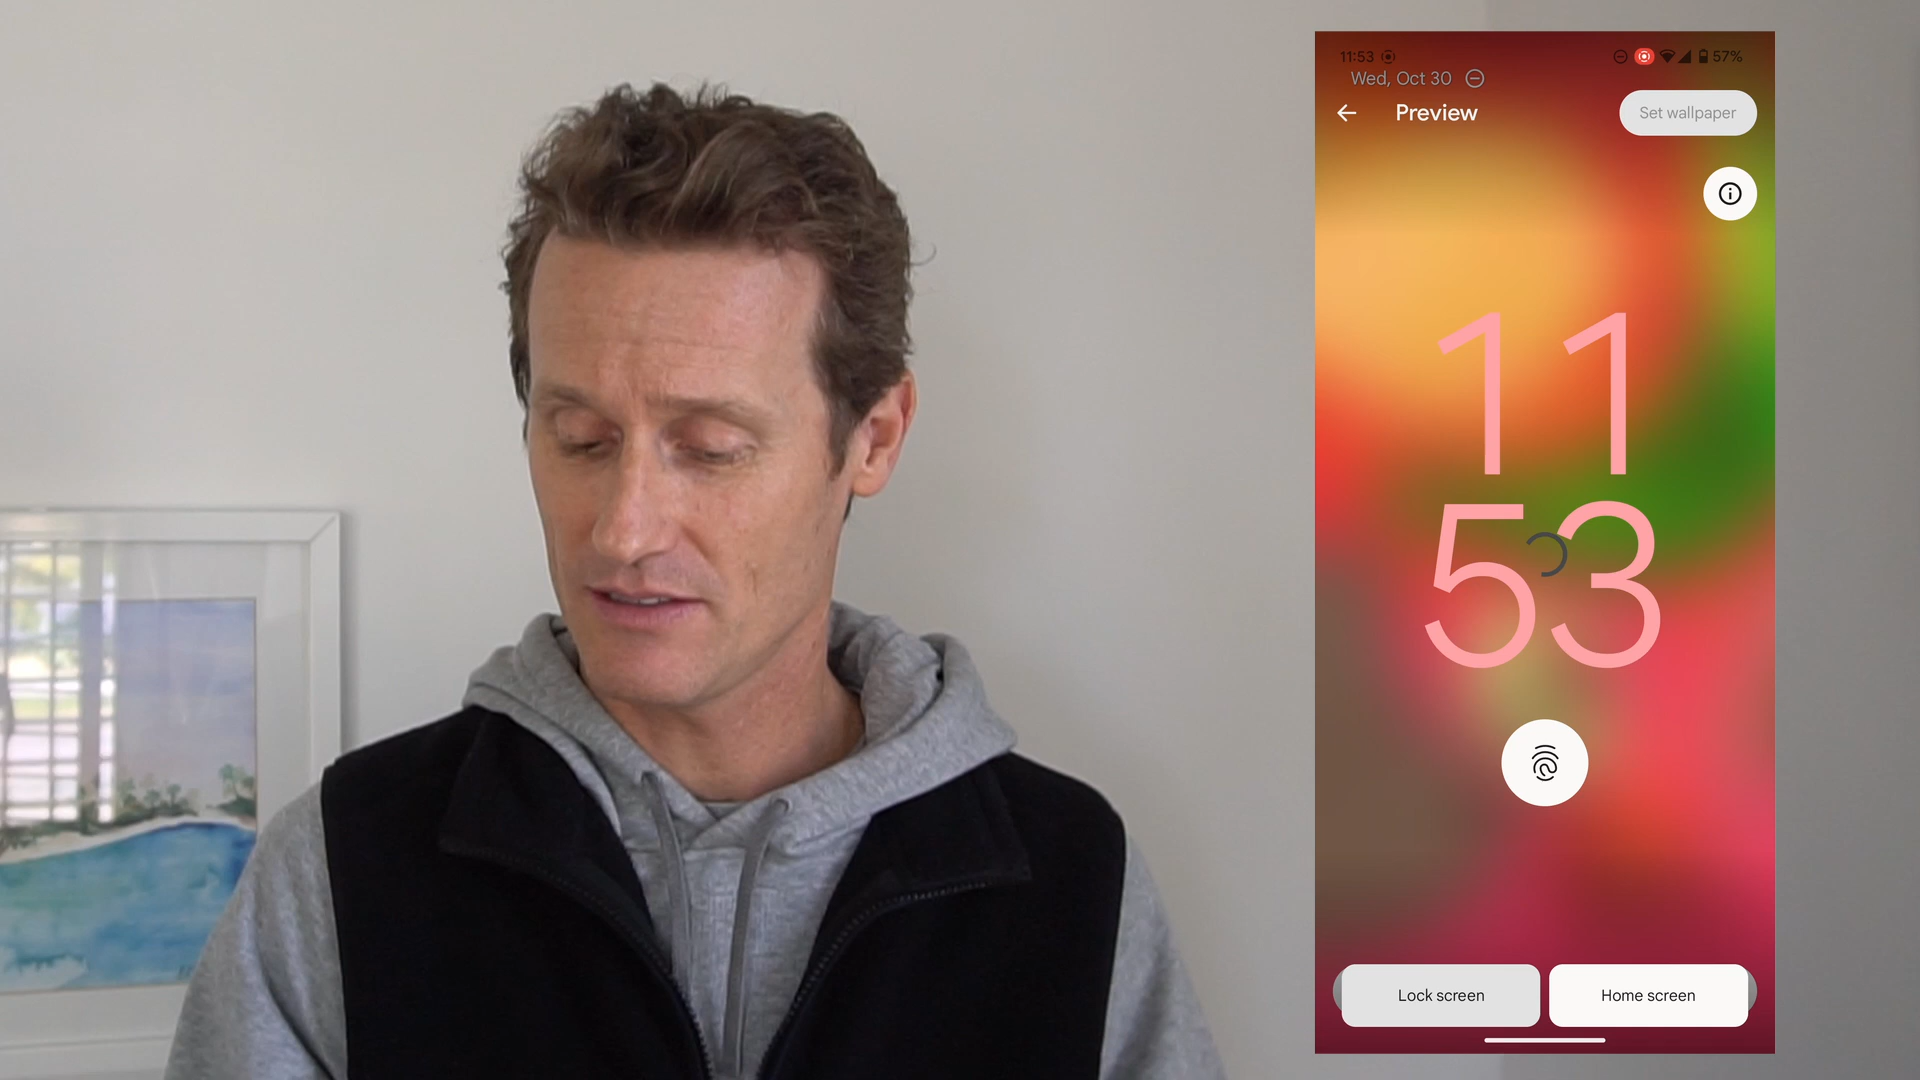 11:53
57%
Wed, Oct 30
Preview
Set wallpaper
11
53
Lock screen
Home screen